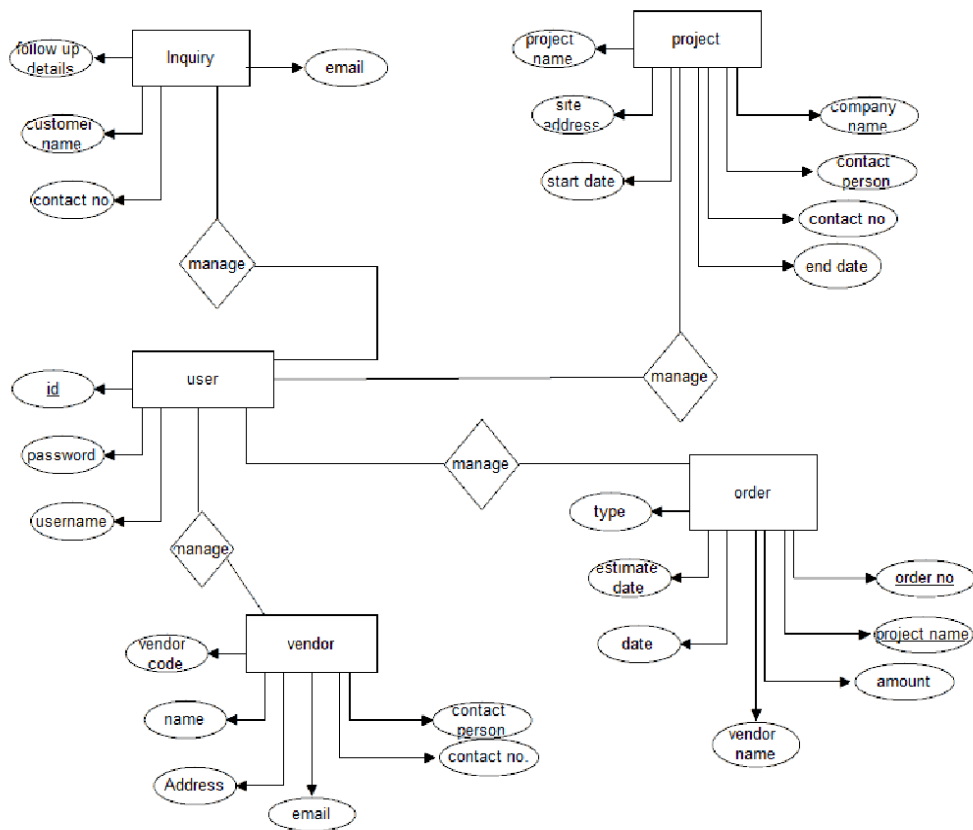 follow up
details
Inquiry
email
customer
name
contact no
manage
project
name
project
site
address
company
name
start date
contact
person
contact no
end date
manage
user
id
password
username
manage
manage
order
type
estimate
date
order no
date
project name
amount
vendor
name
vendor
code
vendor
name
contact
person
contact no.
Address
email